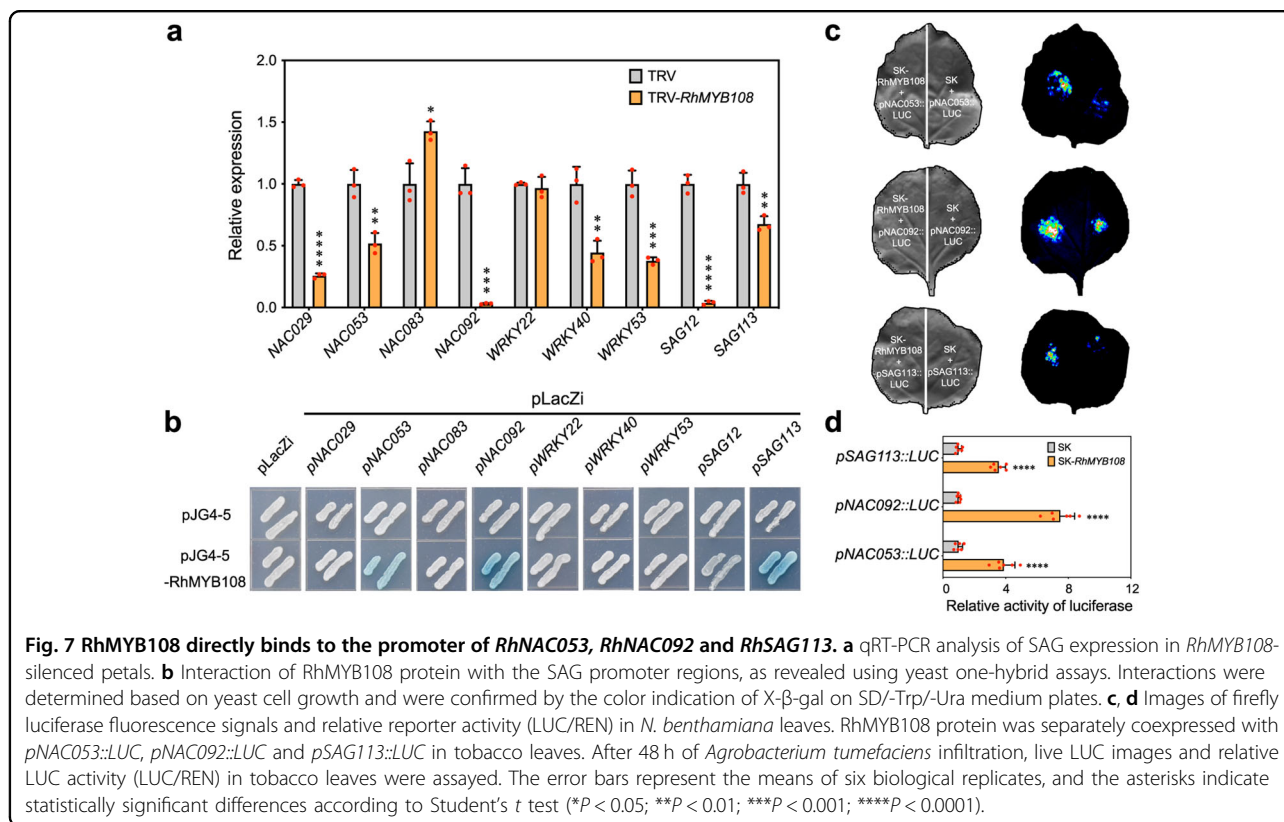 a
2.0
1.5
1.0
0.5
0.0
Relative expression
TRV
TRV-RhMYB108
****
**
*
***
**
***
****
**
NAC029
NAC053
NAC083
NAC092
WRKY22
WRKY40
WRKY53
SAG12
SAG113
b
pLacZi
pLacZi
pNAC029
pNAC053
pNAC083
pNAC092
pWRKY22
pWRKY40
pWRKY53
pSAG12
pSAG113
pJG4-5
pJG4-5
-RhMYB108
c
SK-
RhMYB108
+
pNAC053::
LUC
SK
+
pNAC053::
LUC
SK-
RhMYB108
+
pNAC092::
LUC
SK
+
pNAC092::
LUC
SK-
RhMYB108
+
pSAG113::
LUC
SK
+
pSAG113::
LUC
d
SK
SK-RhMYB108
pSAG113::LUC
****
pNAC092::LUC
****
pNAC053::LUC
****
0 4 8 12
Relative activity of luciferase
Fig. 7 RhMYB108 directly binds to the promoter of RhNAC053, RhNAC092 and RhSAG113. a qRT-PCR analysis of SAG expression in RhMYB108-
silenced petals. b Interaction of RhMYB108 protein with the SAG promoter regions, as revealed using yeast one-hybrid assays. Interactions were
determined based on yeast cell growth and were confirmed by the color indication of X-β-gal on SD/-Trp/-Ura medium plates. c, d Images of firefly
luciferase fluorescence signals and relative reporter activity (LUC/REN) in N. benthamiana leaves. RhMYB108 protein was separately coexpressed with
pNAC053::LUC, pNAC092::LUC and pSAG113::LUC in tobacco leaves. After 48 h of Agrobacterium tumefaciens infiltration, live LUC images and relative
LUC activity (LUC/REN) in tobacco leaves were assayed. The error bars represent the means of six biological replicates, and the asterisks indicate
statistically significant differences according to Student's t test (*P < 0.05; **P < 0.01; ***P < 0.001; ****P < 0.0001).